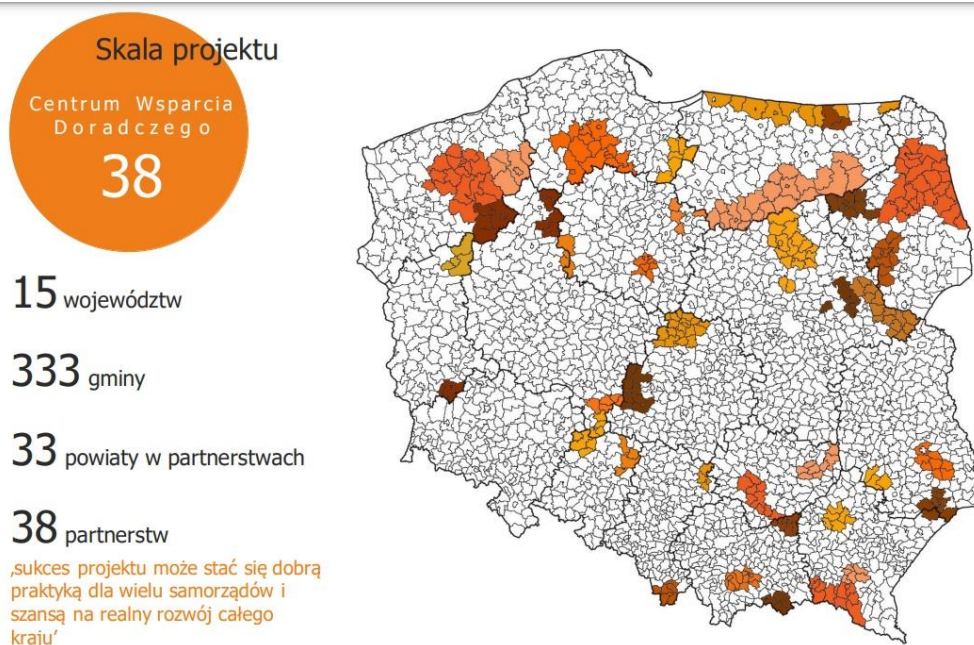 Skala projektu
Centrum Wsparcia
Doradczego
38
15 województw
333 gminy
33 powiaty w partnerstwach
38 partnerstw
‚sukces projektu może stać się dobrą
praktyką dla wielu samorządów i
szansą na realny rozwój całego
kraju’